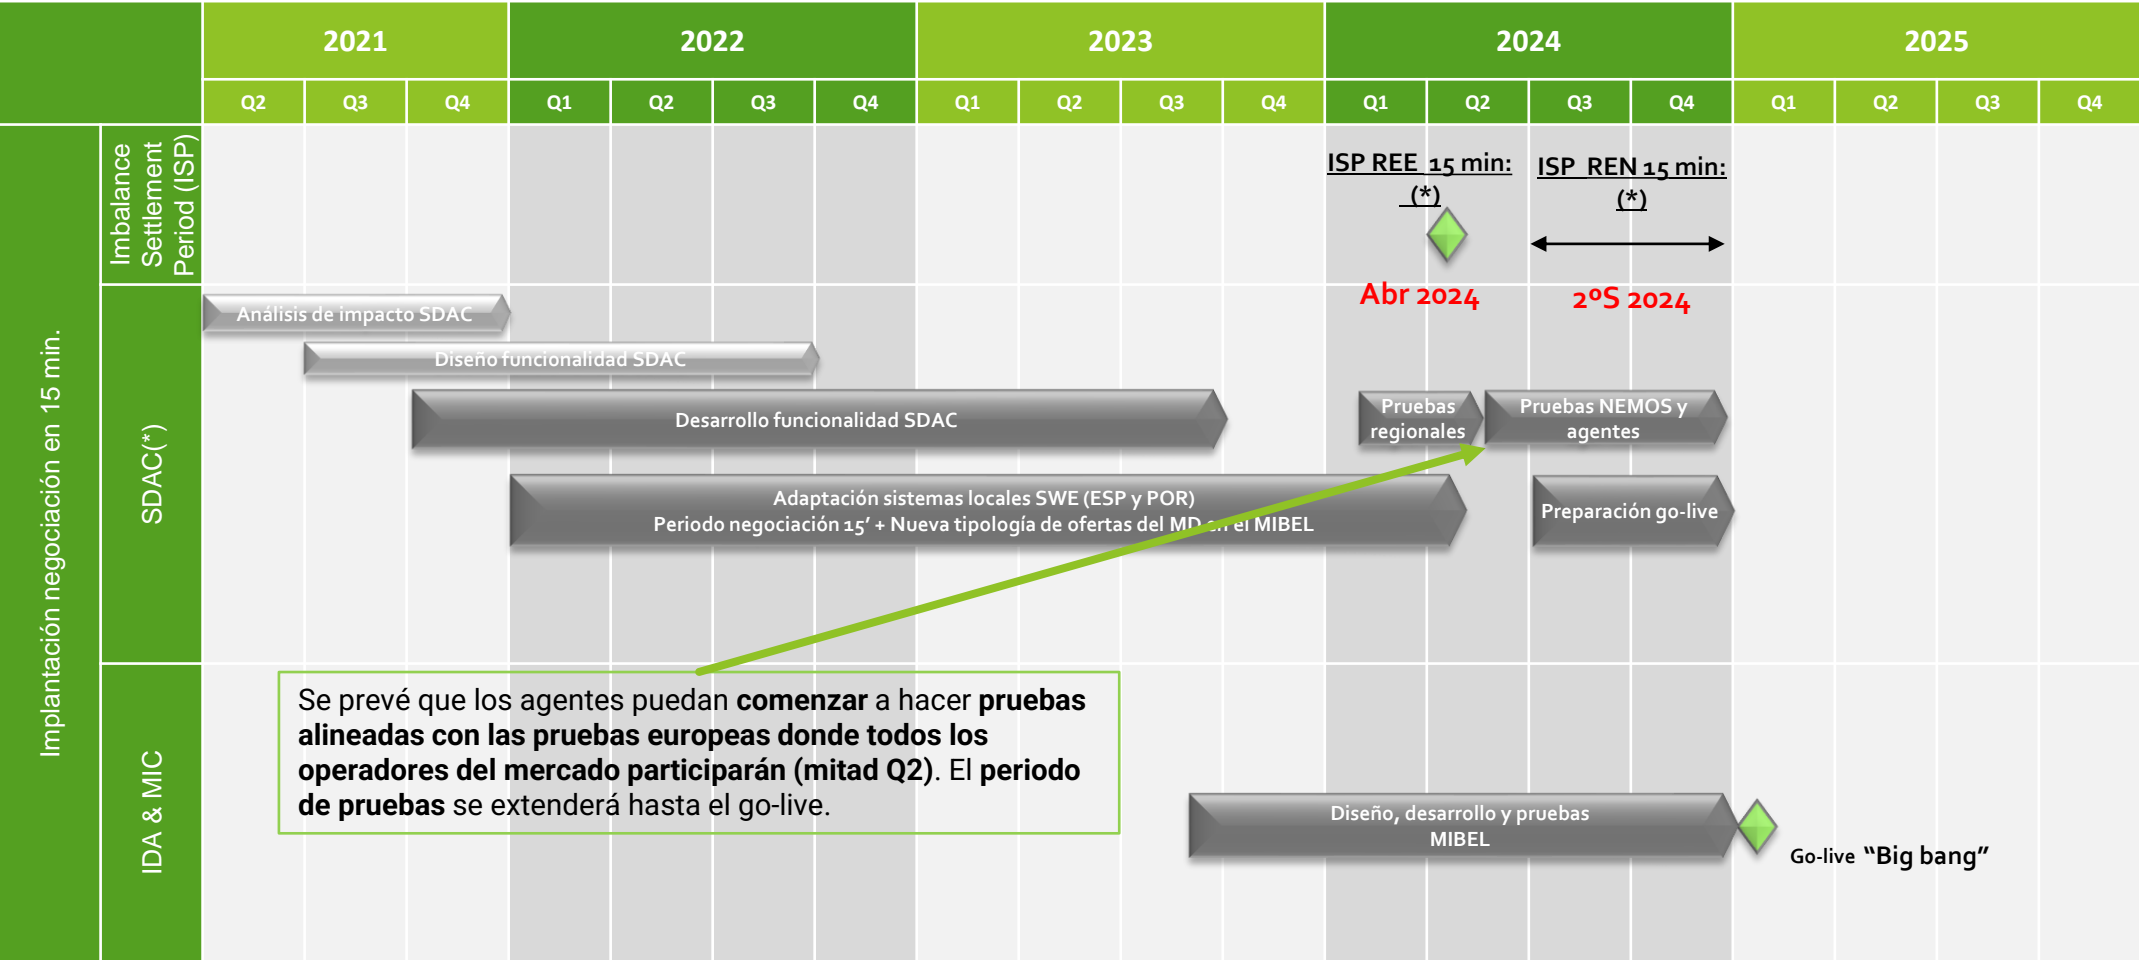 2021
2022
2023
2024
2025
Q2
Q3
Q4
Q1
Q2
Q3
Q4
Q1
Q2
Q3
Q4
Q1
Q2
Q3
Q4
Q1
Q2
Q3
Q4
Implantación negociación en 15 min.
Imbalance
Settlement
Period (ISP)
ISP REE 15 min:
(*)
Abr 2024
ISP REN 15 min:
(*)
2ºS 2024
SDAC(*)
Análisis de impacto SDAC
Diseño funcionalidad SDAC
Desarrollo funcionalidad SDAC
Pruebas
regionales
Pruebas NEMOS y
agentes
Adaptación sistemas locales SWE (ESP y POR)
Periodo negociación 15’ + Nueva tipología de ofertas del MD en el MIBEL
Preparación go-live
IDA & MIC
Se prevé que los agentes puedan comenzar a hacer pruebas
alineadas con las pruebas europeas donde todos los
operadores del mercado participarán (mitad Q2). El periodo
de pruebas se extenderá hasta el go-live.
Diseño, desarrollo y pruebas
MIBEL
Go-live “Big bang”